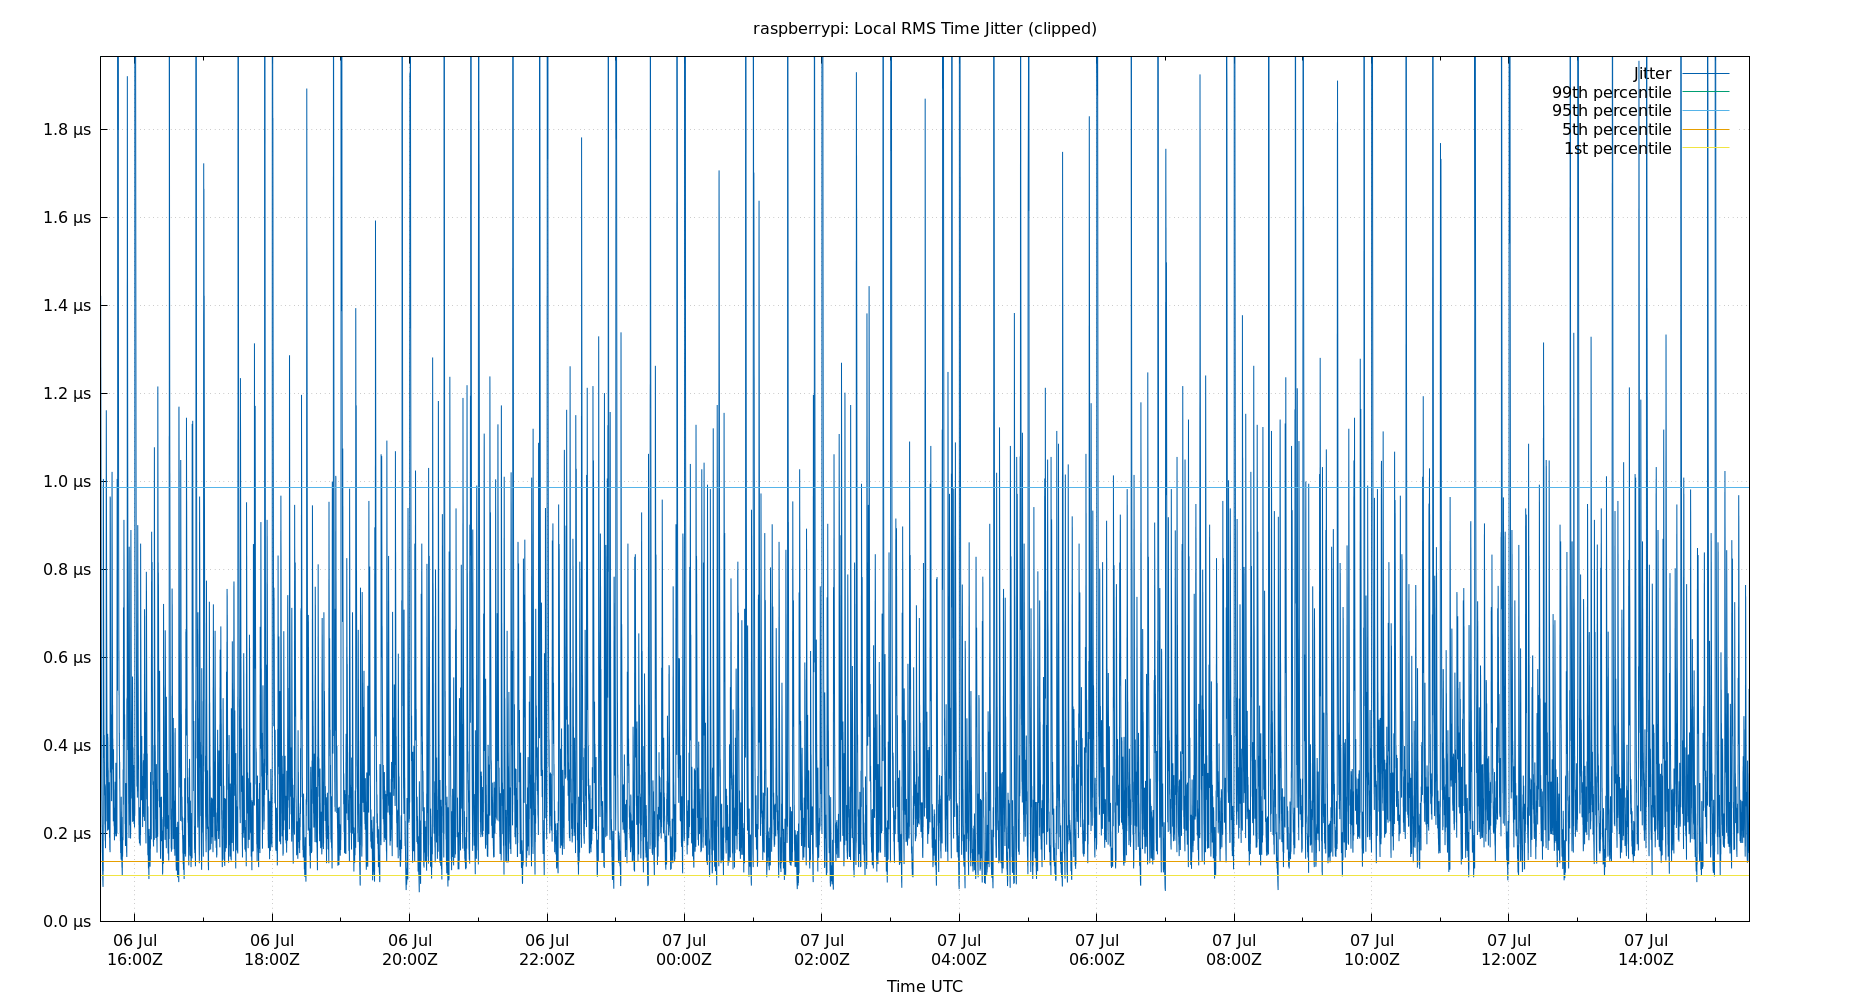 raspberrypi: Local RMS Time Jitter (clipped)
Jitter
99th percentile
95th percentile
5th percentile
1st percentile
1.8 µs
1.6 µs
1.4 µs
1.2 µs
1.0 µs
0.8 µs
0.6 µs
0.4 µs
0.2 µs
0.0 µs
06 Jul 06 Jul 06 Jul 06 Jul 07 Jul 07 Jul 07 Jul 07 Jul 07 Jul 07 Jul 07 Jul 07 Jul
16:00Z 18:00Z 20:00Z 22:00Z 00:00Z 02:00Z 04:00Z 06:00Z 08:00Z 10:00Z 12:00Z 14:00Z
Time UTC